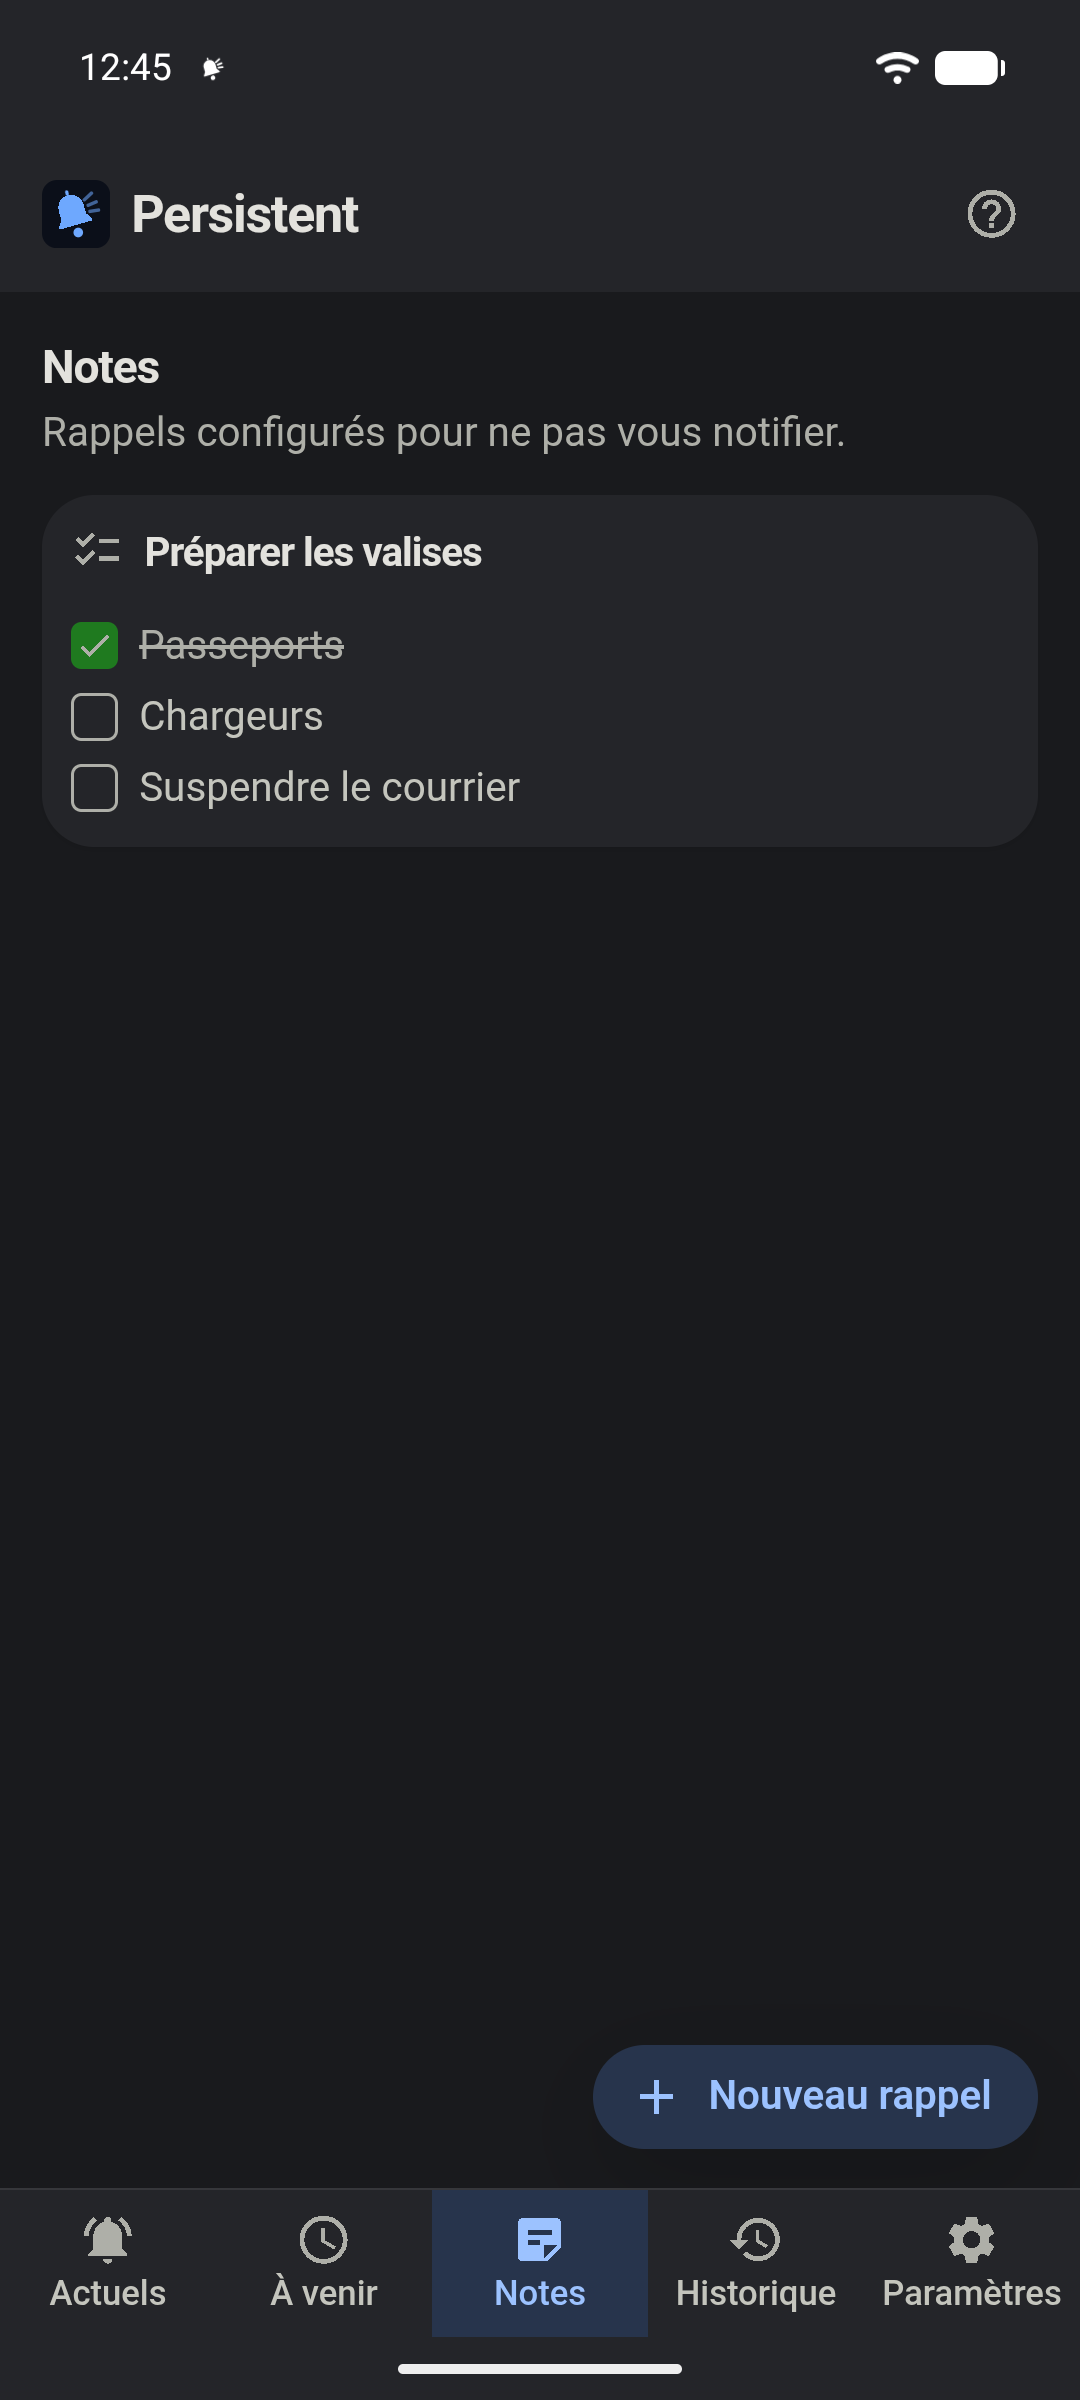 12:45
Persistent
Notes
Rappels configurés pour ne pas vous notifier.
Préparer les valises
Passeports
Chargeurs
Suspendre le courrier
Nouveau rappel
Actuels
À venir
Notes
Historique
Paramètres